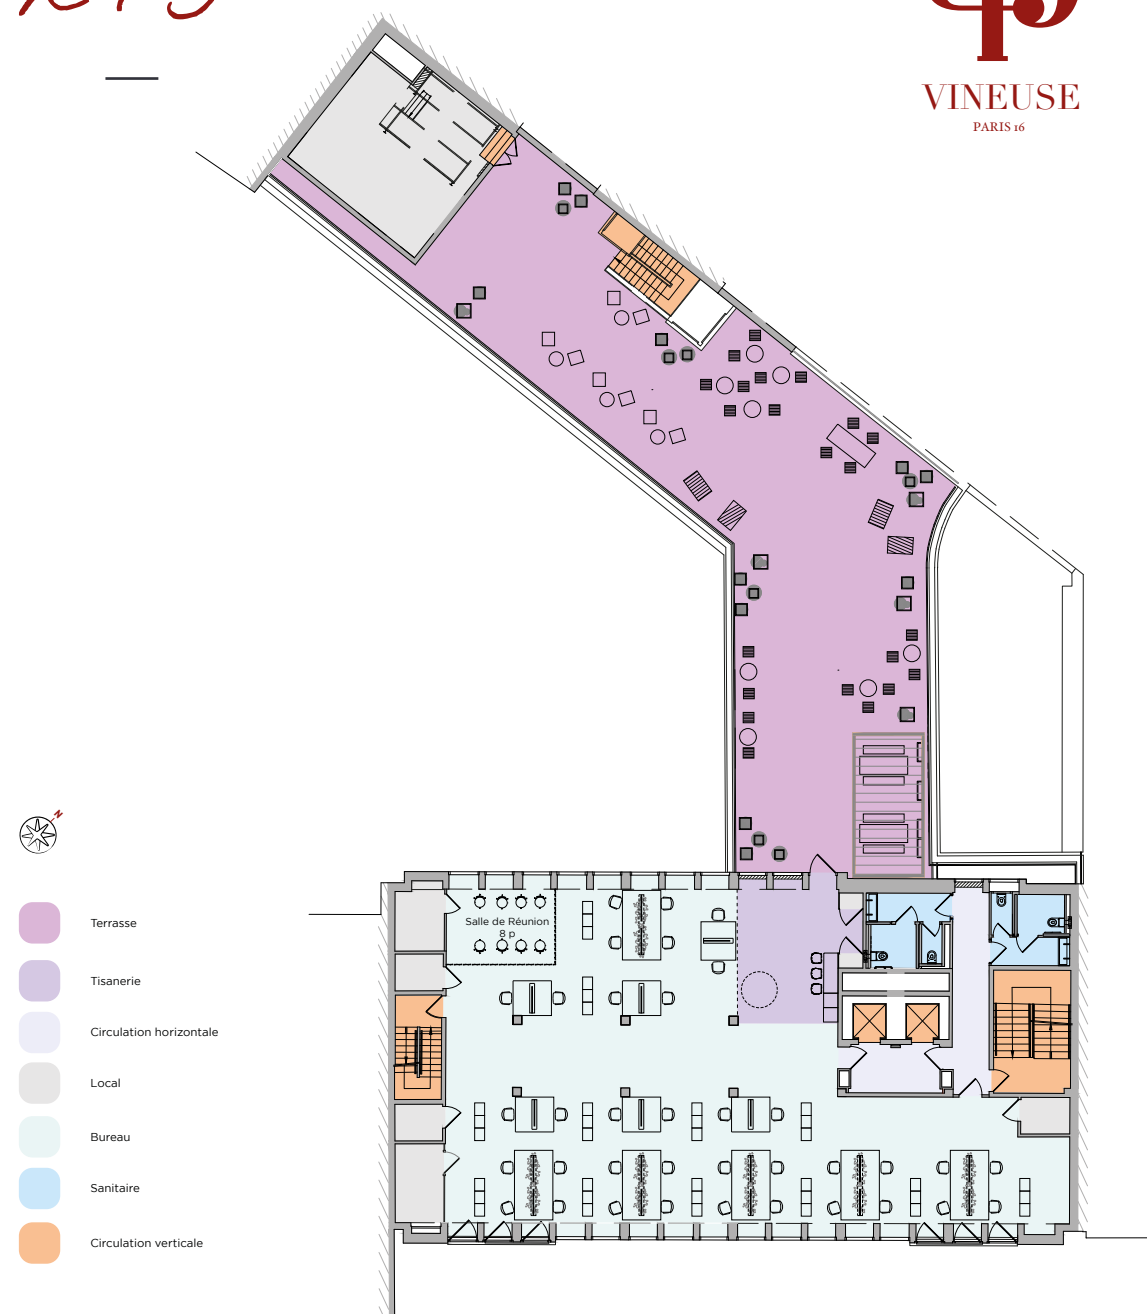 VINEUSE
PARIS 16
N
Salle de Réunion
8 p
Terrasse
Tisanerie
Circulation horizontale
Local
Bureau
Sanitaire
Circulation verticale